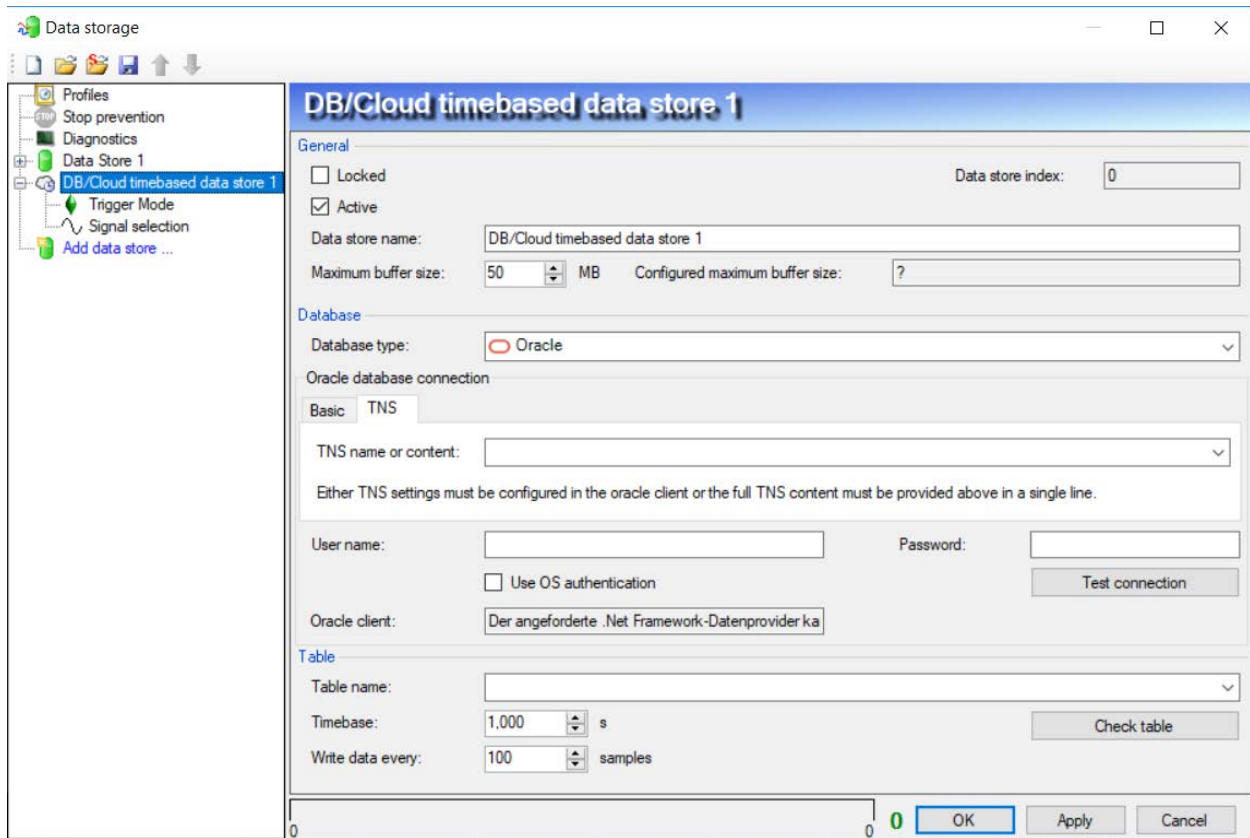 Data storage
Profiles
STOP Stop prevention
Diagnostics
Data Store 1
DB/Cloud timebased data store 1
Trigger Mode
Signal selection
Add data store ...
DB/Cloud timebased data store 1
General
Locked
Data store index: 0
Active
Data store name: DB/Cloud timebased data store 1
Maximum buffer size: 50 MB Configured maximum buffer size: ?
Database
Database type: Oracle
Oracle database connection
Basic TNS
TNS name or content:
Either TNS settings must be configured in the oracle client or the full TNS content must be provided above in a single line.
User name: Password:
Use OS authentication Test connection
Oracle client: Der angeforderte .Net Framework-Datenprovider ka
Table
Table name:
Timebase: 1,000 s Check table
Write data every: 100 samples
0 0 0 OK Apply Cancel